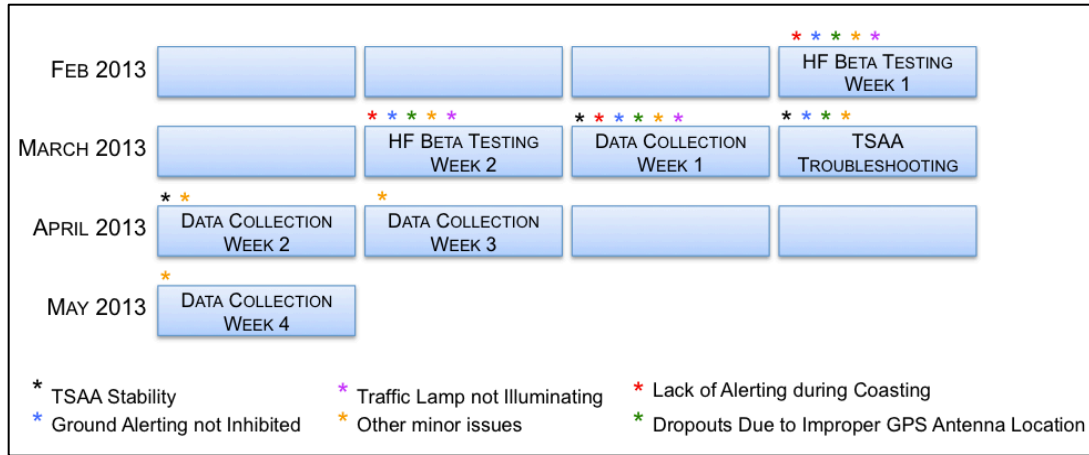 * * * * *
FEB 2013
HF BETA TESTING
WEEK 1
* * * * *
* * * * * *
* * * *
MARCH 2013
HF BETA TESTING
WEEK 2
DATA COLLECTION
WEEK 1
TSAA
TROUBLESHOOTING
* *
*
APRIL 2013
DATA COLLECTION
WEEK 2
DATA COLLECTION
WEEK 3
*
MAY 2013
DATA COLLECTION
WEEK 4
* TSAA Stability
* Traffic Lamp not Illuminating
* Lack of Alerting during Coasting
* Ground Alerting not Inhibited
* Other minor issues
* Dropouts Due to Improper GPS Antenna Location